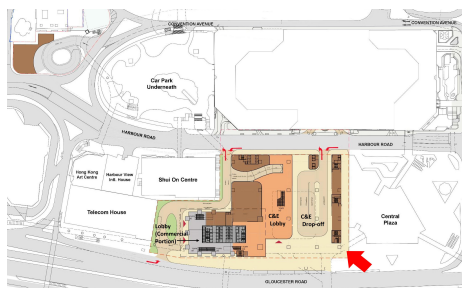 CONVENTION AVENUE
CONVENTION AVENUE
Car Park
Underneath
HARBOUR ROAD
HARBOUR ROAD
Hong Kong
Art Centre
Harbour View
Intl. House
Shui On Centre
Telecom House
Lobby
(Commercial
Portion)
C&E
Lobby
C&E
Drop-off
Central
Plaza
GLOUCESTER ROAD